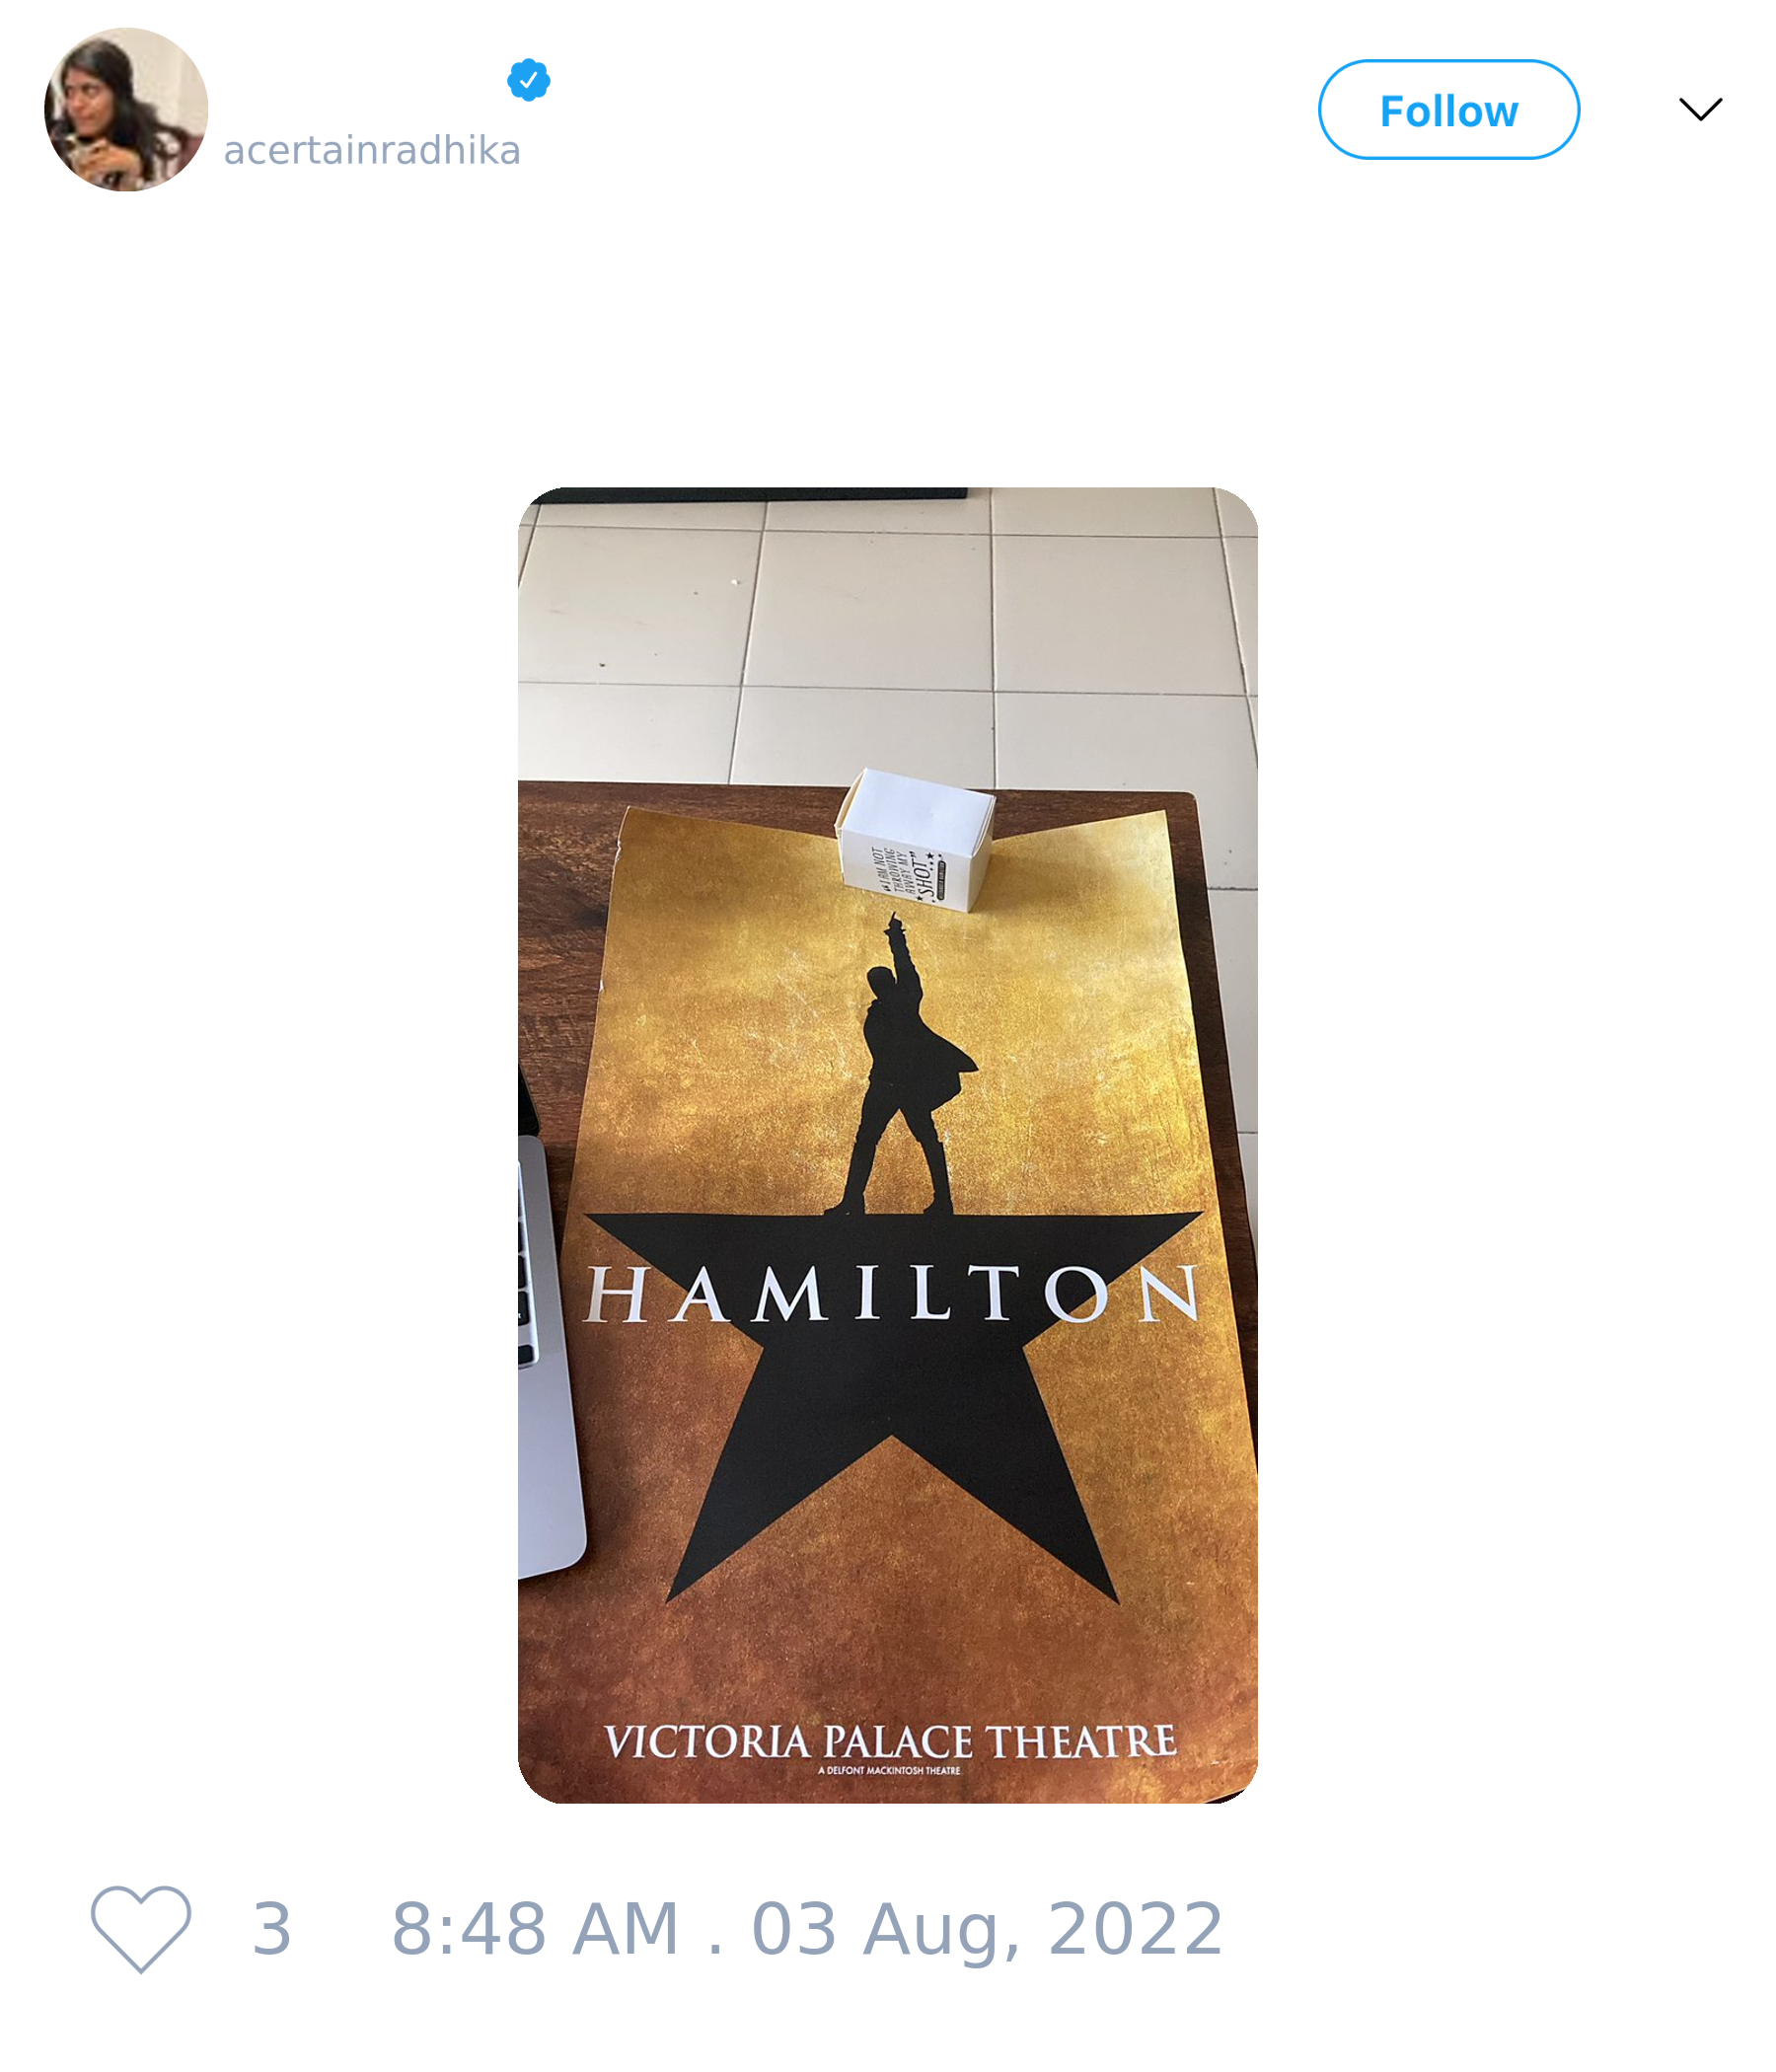 acertainradhika
Follow
"I AM NOT
THROWING
AWAY MY
SHOT"
HAMILTON
VICTORIA PALACE THEATRE
A DELFONT MACKINTOSH THEATRE
3 8:48 AM . 03 Aug, 2022